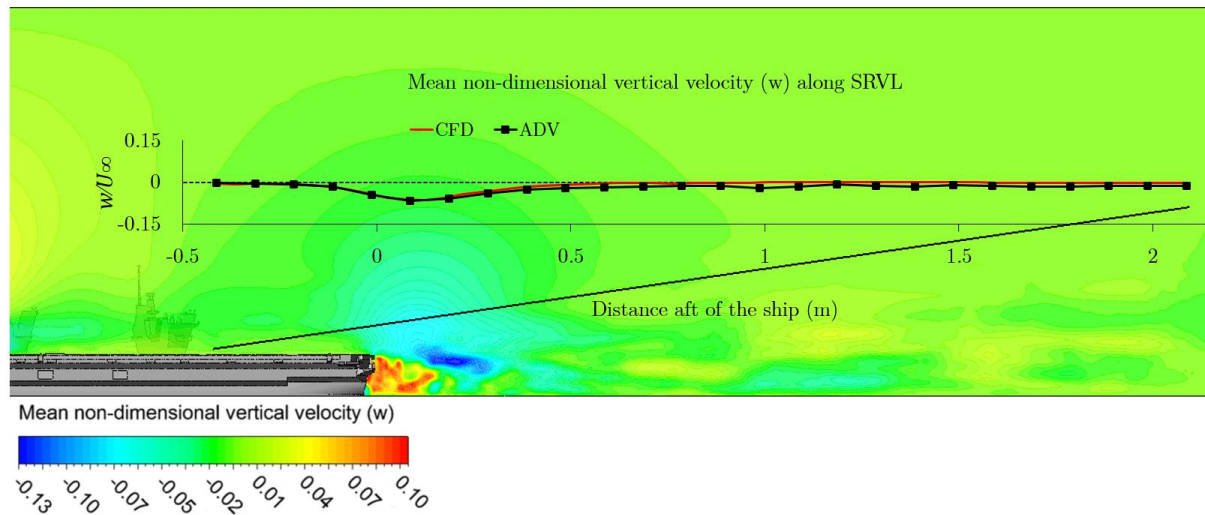 Mean non-dimensional vertical velocity (w) along SRVL
CFD ADV
0.15
0
-0.15
w/U∞
-0.5 0 0.5 1 1.5 2
Distance aft of the ship (m)
Mean non-dimensional vertical velocity (w)
-0.13 -0.10 -0.07 -0.05 -0.02 0.01 0.04 0.07 0.10